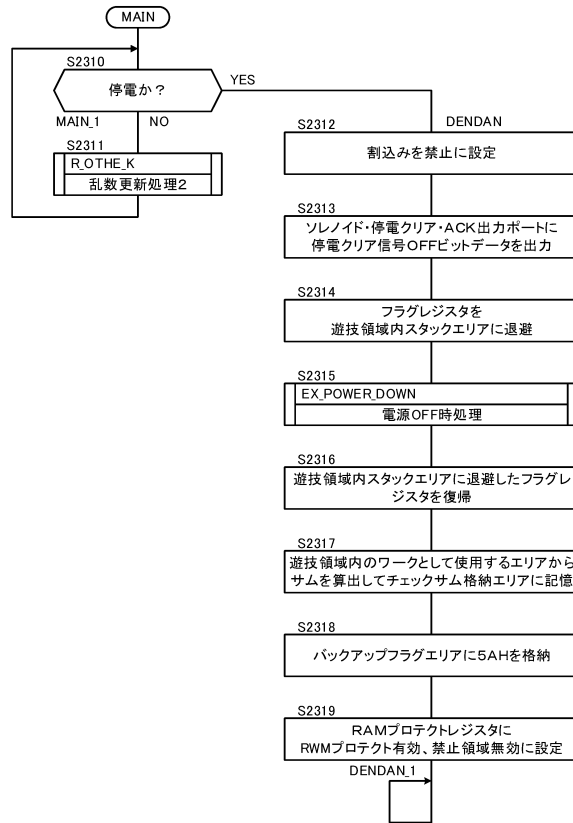 MAIN
S2310
停電か？
YES
MAIN_1
NO
S2311
R_OTHE_K
乱数更新処理２
DENDAN
S2312
割込みを禁止に設定
S2313
ソレノイド・停電クリア・ACK出力ポートに
停電クリア信号OFFビットデータを出力
S2314
フラグレジスタを
遊技領域内スタックエリアに退避
S2315
EX_POWER_DOWN
電源OFF時処理
S2316
遊技領域内スタックエリアに退避したフラグレ
ジスタを復帰
S2317
遊技領域内のワークとして使用するエリアから
サムを算出してチェックサム格納エリアに記憶
S2318
バックアップフラグエリアに５AHを格納
S2319
RAMプロテクトレジスタに
RWMプロテクト有効、禁止領域無効に設定
DENDAN_1